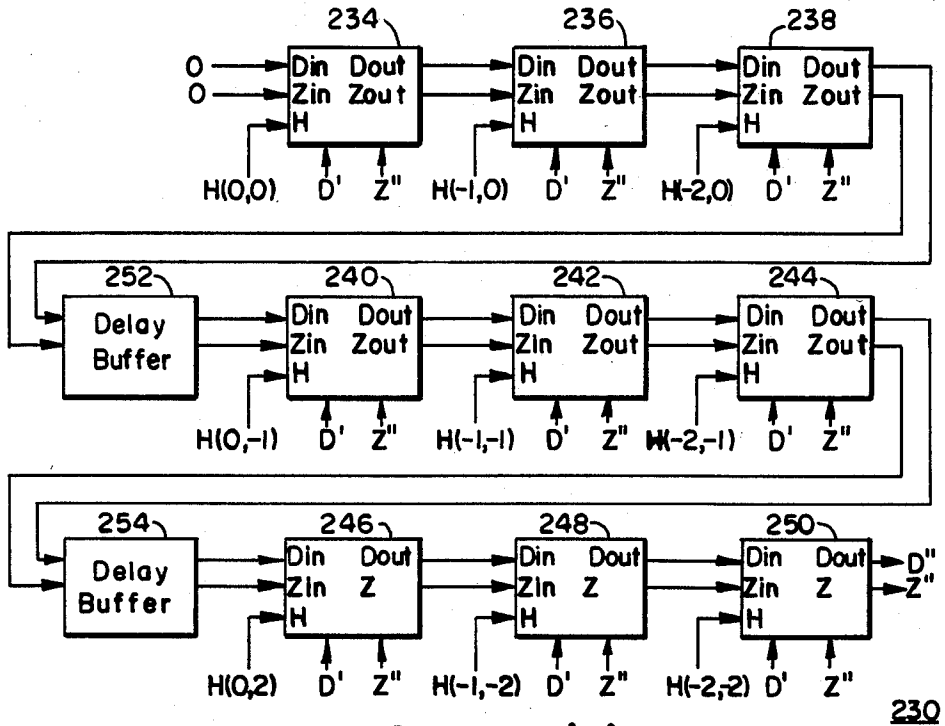 234 236 238
O Din Dout Din Dout Din Dout
O Zin Zout Zin Zout Zin Zout
H H H
H(0,0) D' Z" H(-1,0) D' Z" H(-2,0) D' Z"
252 240 242 244
Delay Din Dout Din Dout Din Dout
Buffer Zin Zout Zin Zout Zin Zout
H H H
H(0,-1) D' Z" H(-1,-1) D' Z" H(-2,-1) D' Z"
254 246 248 250
Delay Din Dout Din Dout Din Dout D"
Buffer Zin Z Zin Z Zin Z Z"
H H H
H(0,2) D' Z" H(-1,-2) D' Z" H(-2,-2) D' Z"
230